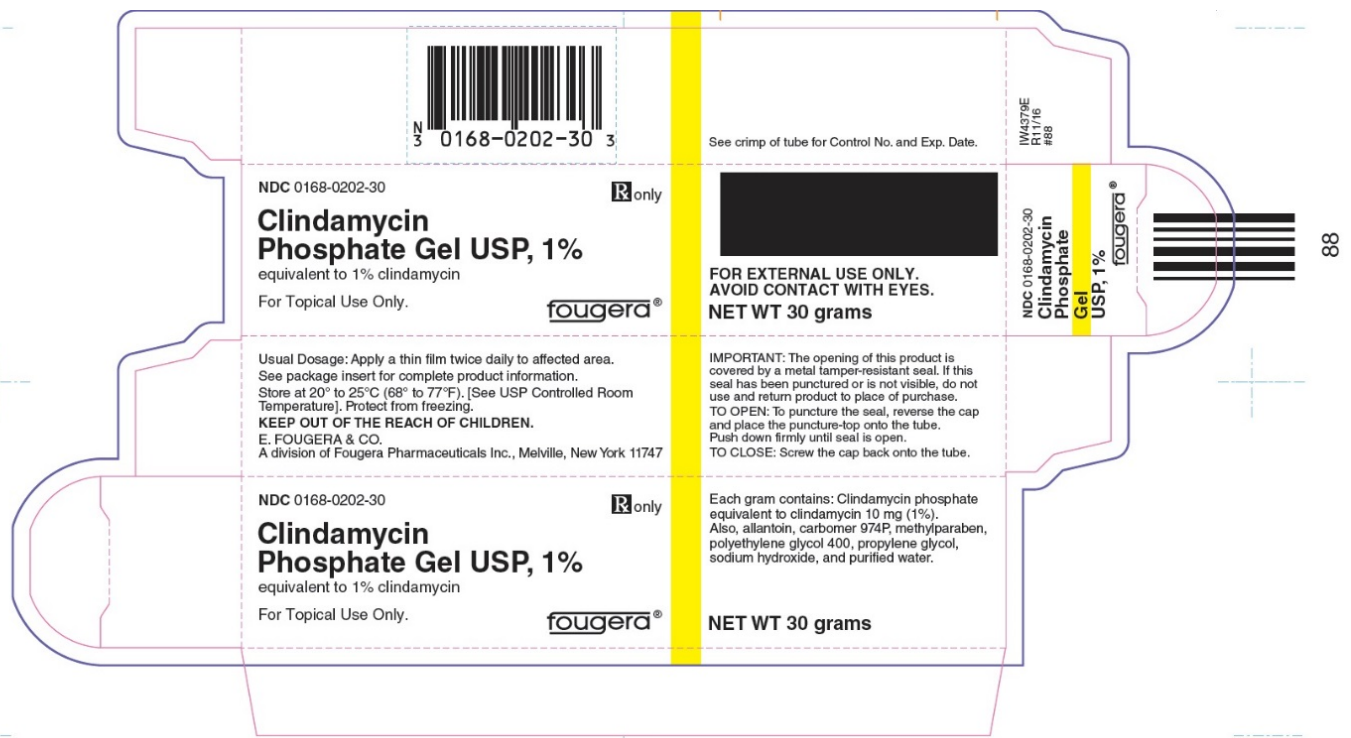 N
3 0168-0202-30 3
See crimp of tube for Control No. and Exp. Date.
IW4379E
R11/16
#88
NDC 0168-0202-30
Rx only
Clindamycin
Phosphate Gel USP, 1%
equivalent to 1% clindamycin
For Topical Use Only.
fougera®
FOR EXTERNAL USE ONLY.
AVOID CONTACT WITH EYES.
NET WT 30 grams
NDC 0168-0202-30
Clindamycin
Phosphate
Gel
USP, 1%
fougera®
88
Usual Dosage: Apply a thin film twice daily to affected area.
See package insert for complete product information.
Store at 20° to 25°C (68° to 77°F). [See USP Controlled Room
Temperature]. Protect from freezing.
KEEP OUT OF THE REACH OF CHILDREN.
E. FOUGERA & CO.
A division of Fougera Pharmaceuticals Inc., Melville, New York 11747
IMPORTANT: The opening of this product is
covered by a metal tamper-resistant seal. If this
seal has been punctured or is not visible, do not
use and return product to place of purchase.
TO OPEN: To puncture the seal, reverse the cap
and place the puncture-top onto the tube.
Push down firmly until seal is open.
TO CLOSE: Screw the cap back onto the tube.
NDC 0168-0202-30
Rx only
Clindamycin
Phosphate Gel USP, 1%
equivalent to 1% clindamycin
For Topical Use Only.
fougera®
Each gram contains: Clindamycin phosphate
equivalent to clindamycin 10 mg (1%).
Also, allantoin, carbomer 974P, methylparaben,
polyethylene glycol 400, propylene glycol,
sodium hydroxide, and purified water.
NET WT 30 grams